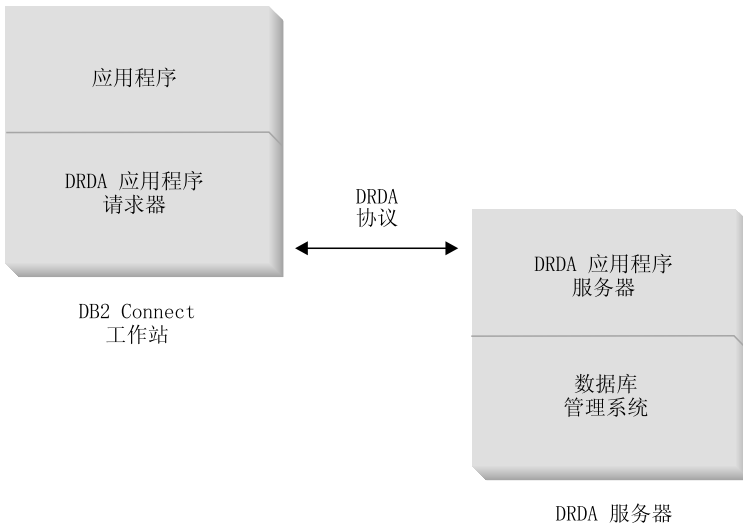 应用程序
DRDA 应用程序
请求器
DB2 Connect
工作站
DRDA
协议
DRDA 应用程序
服务器
数据库
管理系统
DRDA 服务器